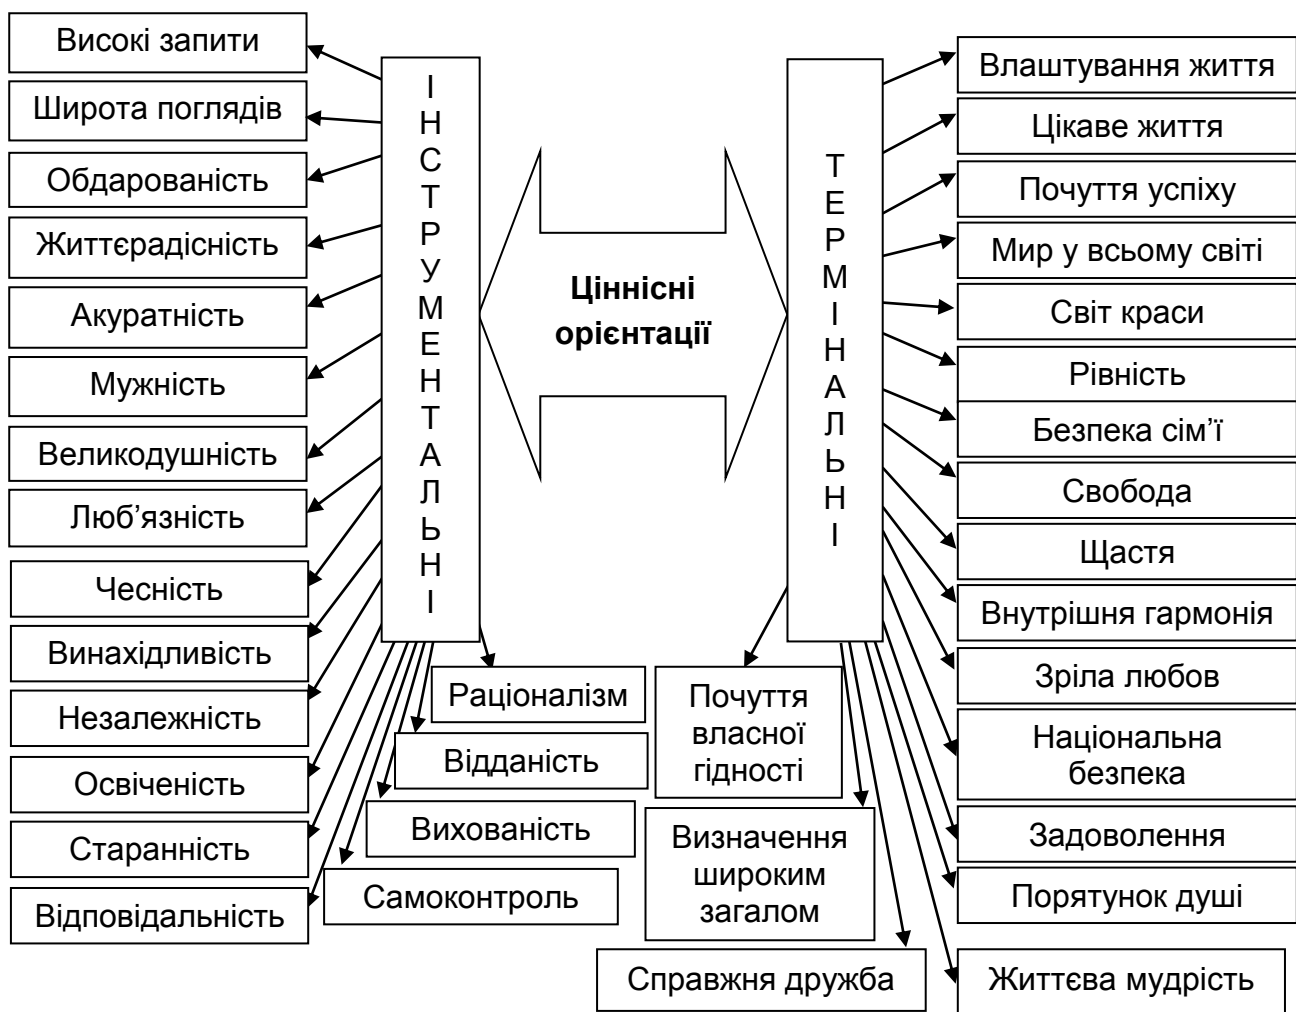 Високі запити
Широта поглядів
Обдарованість
Життєрадісність
Акуратність
Мужність
Великодушність
Люб’язність
Чесність
Винахідливість
Незалежність
Освіченість
Старанність
Відповідальність
ІНСТРУМЕНТАЛЬНІ
Раціоналізм
Відданість
Вихованість
Самоконтроль
Ціннісні
орієнтації
ТЕРМІНАЛЬНІ
Почуття
власної
гідності
Визначення
широким
загалом
Справжня дружба
Влаштування життя
Цікаве життя
Почуття успіху
Мир у всьому світі
Світ краси
Рівність
Безпека сім’ї
Свобода
Щастя
Внутрішня гармонія
Зріла любов
Національна
безпека
Задоволення
Порятунок душі
Життєва мудрість